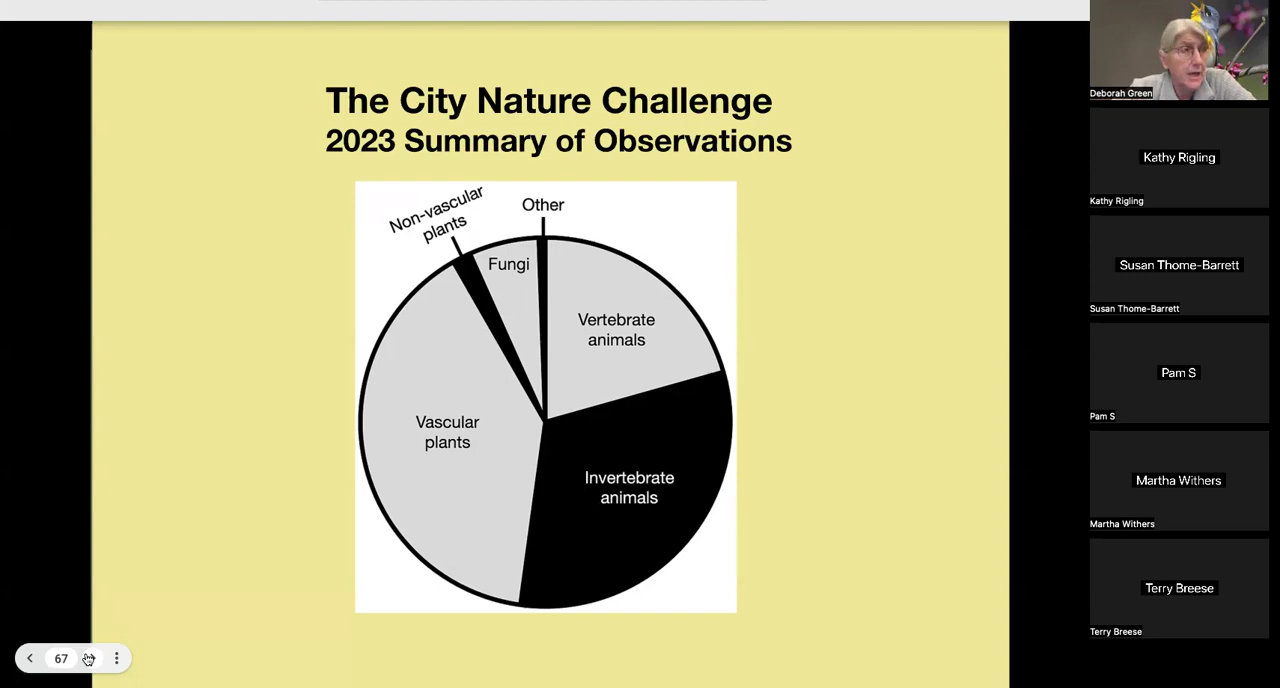 The City Nature Challenge
2023 Summary of Observations
Non-vascular
plants
Other
Fungi
Vertebrate
animals
Vascular
plants
Invertebrate
animals
67
Deborah Green
Kathy Rigling
Kathy Rigling
Susan Thome-Barrett
Susan Thome-Barrett
Pam S
Pam S
Martha Withers
Martha Withers
Terry Breese
Terry Breese